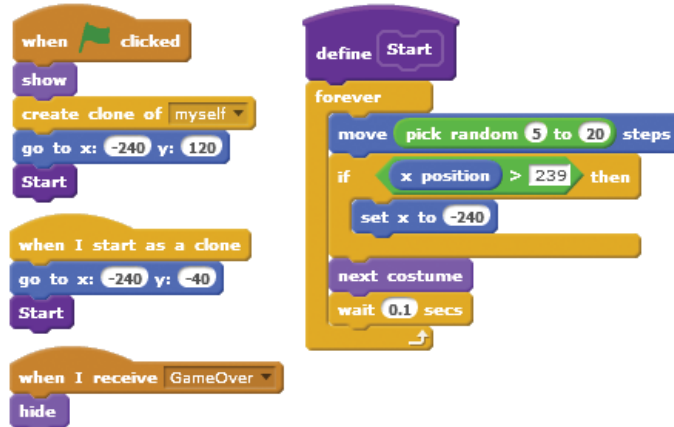 when clicked
show
create clone of myself
go to x: -240 y: 120
Start
when I start as a clone
go to x: -240 y: -40
Start
when I receive GameOver
hide
define Start
forever
move pick random 5 to 20 steps
if x position > 239 then
set x to -240
next costume
wait 0.1 secs